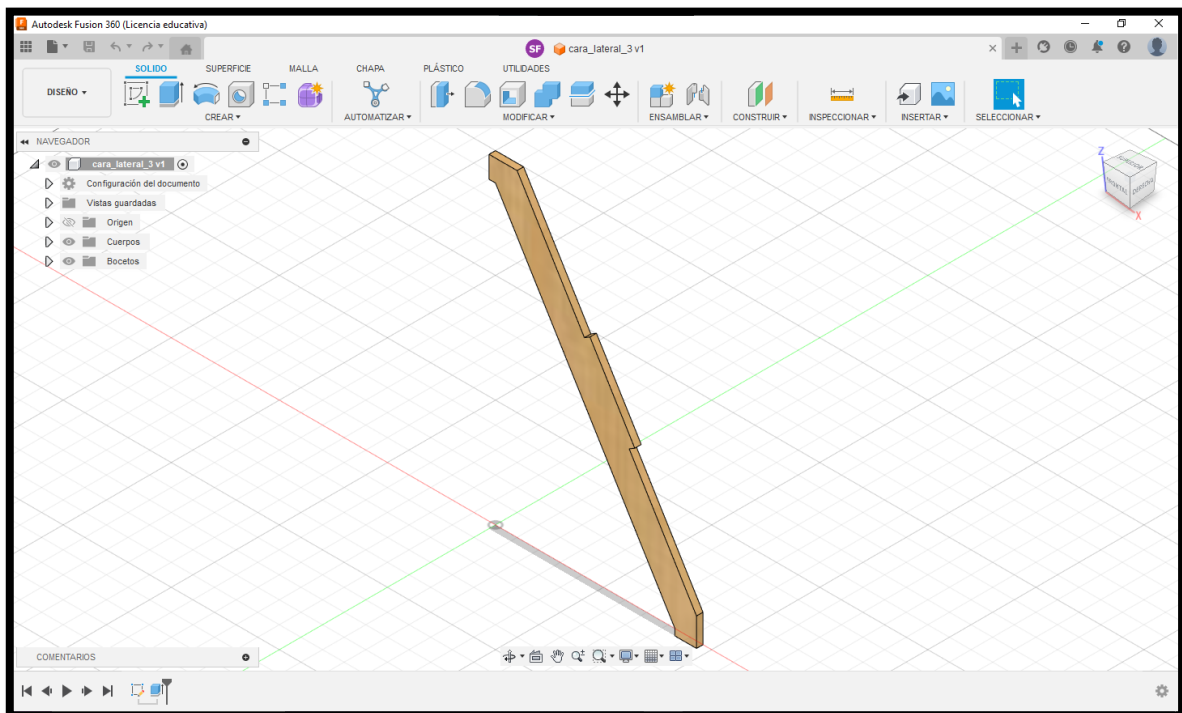 Autodesk Fusion 360 (Licencia educativa)
SF cara_lateral_3 v1
SOLIDO SUPERFICIE MALLA CHAPA PLÁSTICO UTILIDADES
DISEÑO
CREAR AUTOMATIZAR MODIFICAR ENSAMBLAR CONSTRUIR INSPECCIONAR INSERTAR SELECCIONAR
NAVEGADOR
cara_lateral_3 v1
Configuración del documento
Vistas guardadas
Origen
Cuerpos
Bocetos
Z
SUPERIOR
FRONTAL DERECHA
X
COMENTARIOS